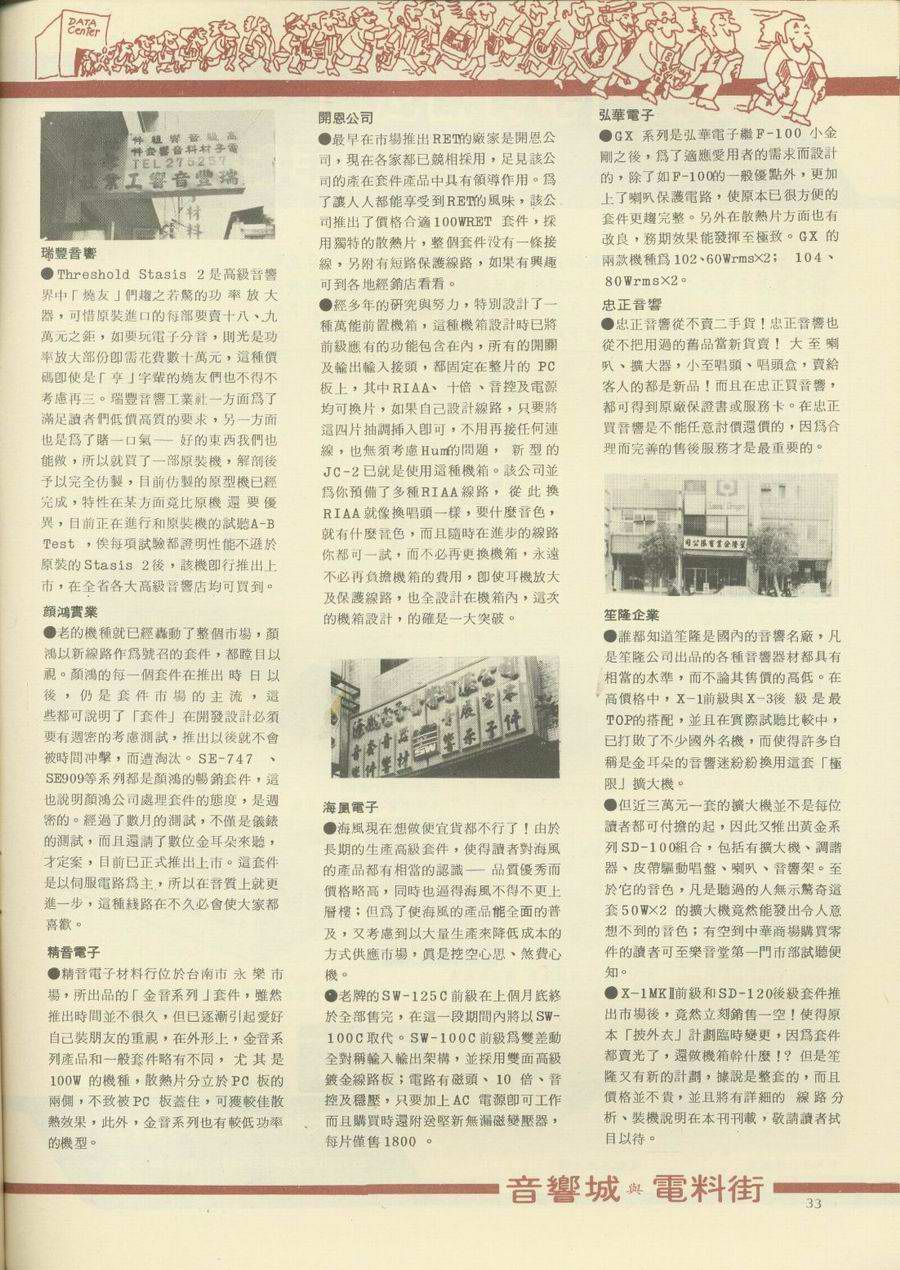 DATA
Center
高級音響組件
電子材料音響套件
TEL275257
瑞豐音響工業社
材
料
瑞豐音響
●Threshold Stasis 2是高級音響
界中「燒友」們趨之若驚的功率放大
器，可惜原裝進口的每部要賣十八、九
萬元之鉅，如要玩電子分音，則光是功
率放大部份卽需花費數十萬元，這種價
碼卽使是「亨」字輩的燒友們也不得不
考慮再三。瑞豐音響工業社一方面爲了
滿足讀者們低價高質的要求，另一方面
也是爲了賭一口氣── 好的東西我們也
能做，所以就買了一部原裝機，解剖後
予以完全仿製，目前仿製的原型機已經
完成，特性在某方面竟比原機還要優
異，目前正在進行和原裝機的試聽A-B
Test ，俟每項試驗都證明性能不遜於
原裝的Stasis 2後，該機卽行推出上
市，在全省各大高級音響店均可買到。
顏鴻實業
●老的機種就已經轟動了整個市場，顏
鴻以新線路作爲號召的套件，都瞠目以
視。顏鴻的每一個套件在推出時日以
後，仍是套件市場的主流，這
些都可說明了「套件」在開發設計必須
要有週密的考慮測試，推出以後就不會
被時間冲擊，而遭淘汰。SE-747 、
SE909等系列都是顏鴻的暢銷套件，這
也說明顏鴻公司處理套件的態度，是週
密的。經過了數月的測試，不僅是儀錶
的測試，而且還請了數位金耳朶來聽，
才定案，目前已正式推出上市。這套件
是以伺服電路爲主，所以在音質上就更
進一步，這種綫路在不久必會使大家都
喜歡。
精音電子
●精音電子材料行位於台南市永樂市
場，所出品的「金音系列」套件，雖然
推出時間並不很久，但已逐漸引起愛好
自己裝朋友的重視，在外形上，金音系
列產品和一般套件略有不同，尤其是
100W 的機種，散熱片分立於PC 板的
兩側，不致被PC 板蓋住，可獲較佳散
熱效果，此外，金音系列也有較低功率
的機型。
開恩公司
●最早在市場推出RET的廠家是開恩公
司，現在各家都已競相採用，足見該公
司的產在套件產品中具有領導作用。爲
了讓人人都能享受到RET的風味，該公
司推出了價格合適100WRET 套件，採
用獨特的散熱片，整個套件沒有一條接
線，另附有短路保護線路，如果有興趣
可到各地經銷店看看。
●經多年的研究與努力，特別設計了一
種萬能前置機箱，這種機箱設計時已將
前級應有的功能包含在內，所有的開關
及輸出輸入接頭，都固定在整片的 PC
板上，其中RIAA、十倍、音控及電源
均可換片，如果自己設計線路，只要將
這四片抽調挿入卽可，不用再接任何連
線，也無須考慮Hum的問題， 新型的
JC-2已就是使用這種機箱。該公司並
爲你預備了多種RIAA線路，從此換
RIAA就像換唱頭一樣，要什麼音色，
就有什麼音色，而且隨時在進步的線路
你都可一試，而不必再更換機箱，永遠
不必再負擔機箱的費用，卽使耳機放大
及保護線路，也全設計在機箱內，這次
的機箱設計，的確是一大突破。
SW
海風電子
●海風現在想做便宜貨都不行了！由於
長期的生產高級套件，使得讀者對海風
的產品都有相當的認識── 品質優秀而
價格略高，同時也逼得海風不得不更上
層樓；但爲了使海風的產品能全面的普
及，又考慮到以大量生產來降低成本的
方式供應市場，眞是挖空心思、煞費心
機。
●老牌的SW-125C前級在上個月底終
於全部售完，在這一段期間內將以SW-
100C取代。SW-100C前級爲雙差動
全對稱輸入輸出架構，並採用雙面高級
鍍金線路板；電路有磁頭、10 倍、音
控及穩壓，只要加上AC 電源卽可工作
而且購買時還附送堅新無漏磁變壓器，
每片僅售1800 。
弘華電子
●GX 系列是弘華電子繼F-100 小金
剛之後，爲了適應愛用者的需求而設計
的，除了如F-100的一般優點外，更加
上了喇叭保護電路，使原本已很方便的
套件更趨完整。另外在散熱片方面也有
改良，務期效果能發揮至極致。GX 的
兩款機種爲102、60Wrms×2； 104、
80Wrms×2。
忠正音響
●忠正音響從不賣二手貨！忠正音響也
從不把用過的舊品當新貨賣！大至喇
叭、擴大器，小至唱頭、唱頭盒，賣給
客人的都是新品！而且在忠正買音響，
都可得到原廠保證書或服務卡。在忠正
買音響是不能任意討價還價的，因爲合
理而完善的售後服務才是最重要的。
笙隆企業有限公司
笙隆企業
●誰都知道笙隆是國內的音響名廠，凡
是笙隆公司出品的各種音響器材都具有
相當的水準，而不論其售價的高低。在
高價格中，X-1前級與X-3後級是最
TOP的搭配，並且在實際試聽比較中，
已打敗了不少國外名機，而使得許多自
稱是金耳朶的音響迷紛紛換用這套「極
限」擴大機。
●但近三萬元一套的擴大機並不是每位
讀者都可付擔的起，因此又推出黃金系
列SD-100組合，包括有擴大機、調諧
器、皮帶驅動唱盤、喇叭、音響架。至
於它的音色，凡是聽過的人無示驚奇這
套50W×2 的擴大機竟然能發出令人意
想不到的音色；有空到中華商場購買零
件的讀者可至樂音堂第一門市部試聽便
知。
●X-1MKⅡ前級和SD-120後級套件推
出市場後，竟然立刻銷售一空！使得原
本「披外衣」計劃臨時變更，因爲套件
都賣光了，還做機箱幹什麼！？但是笙
隆又有新的計劃，據說是整套的，而且
價格並不貴，並且將有詳細的線路分
析、裝機說明在本刊刊載，敬請讀者拭
目以待。
音響城與電料街
33